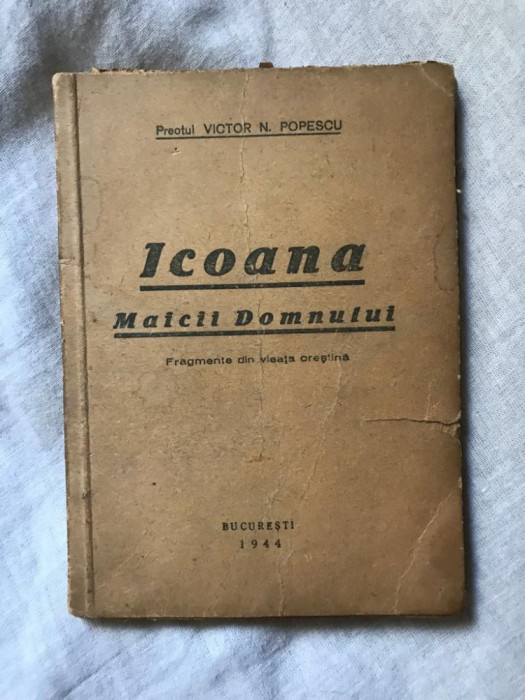 Preotul VICTOR N. POPESCU
Icoana
Maicii Domnului
Fragmente din vieața creștină
BUCUREȘTI
1944